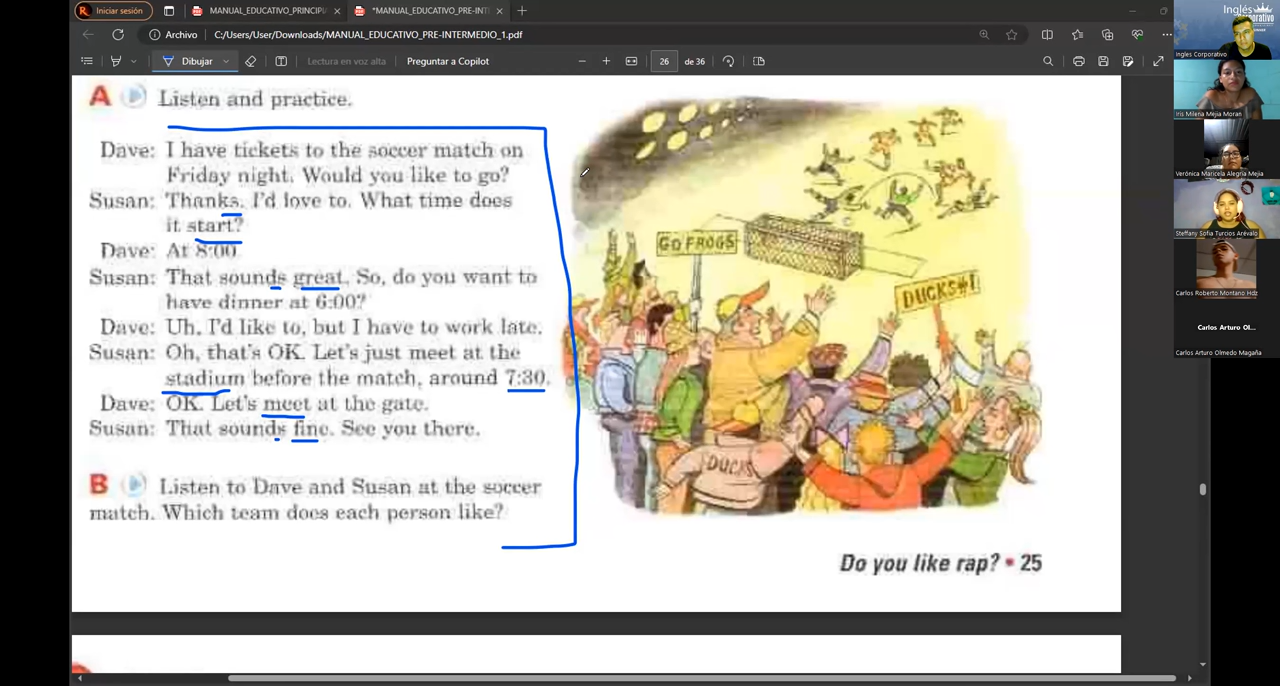 Iniciar sesión
MANUAL_EDUCATIVO_PRINCIPI
*MANUAL_EDUCATIVO_PRE-INT
Archivo
C:/Users/User/Downloads/MANUAL_EDUCATIVO_PRE-INTERMEDIO_1.pdf
Dibujar
Lectura en voz alta
Preguntar a Copilot
26
de 36
A Listen and practice.
Dave: I have tickets to the soccer match on
Friday night. Would you like to go?
Susan: Thanks. I'd love to. What time does
it start?
Dave: At 8:00
Susan: That sounds great. So, do you want to
have dinner at 6:00?
Dave: Uh, I'd like to, but I have to work late.
Susan: Oh, that's OK. Let's just meet at the
stadium before the match, around 7:30.
Dave: OK. Let's meet at the gate.
Susan: That sounds fine. See you there.
B Listen to Dave and Susan at the soccer
match. Which team does each person like?
GO FROGS
DUCKS#1
DUCKS
Do you like rap? • 25
Inglés
Corporativo
Ingles Corporativo
Iris Milena Mejia Moran
Verónica Maricela Alegria Mejia
Steffany Sofia Turcios Arévalo
Carlos Roberto Montano Hdz
Carlos Arturo Ol...
Carlos Arturo Olmedo Magaña